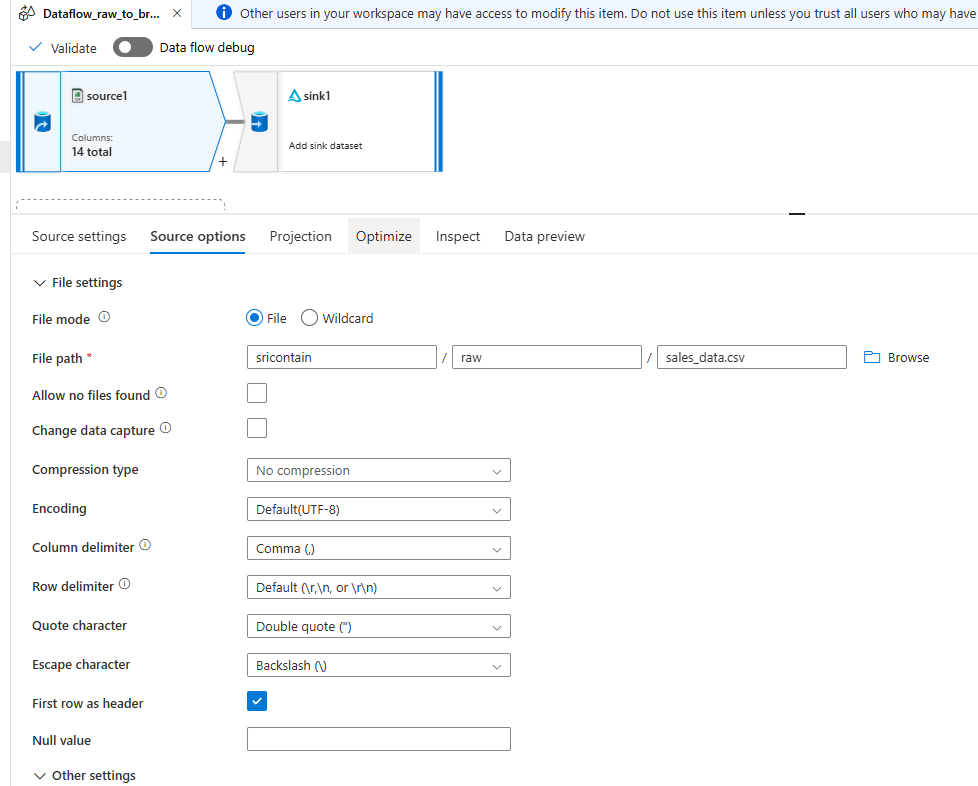 Dataflow_raw_to_br...
Other users in your workspace may have access to modify this item. Do not use this item unless you trust all users who may have
Validate
Data flow debug
source1
Columns:
14 total
+
sink1
Add sink dataset
Source settings
Source options
Projection
Optimize
Inspect
Data preview
File settings
File mode
File
Wildcard
File path *
sricontain / raw / sales_data.csv
Browse
Allow no files found
Change data capture
Compression type
No compression
Encoding
Default(UTF-8)
Column delimiter
Comma (,)
Row delimiter
Default (\r,\n, or \r\n)
Quote character
Double quote (")
Escape character
Backslash (\)
First row as header
Null value
Other settings